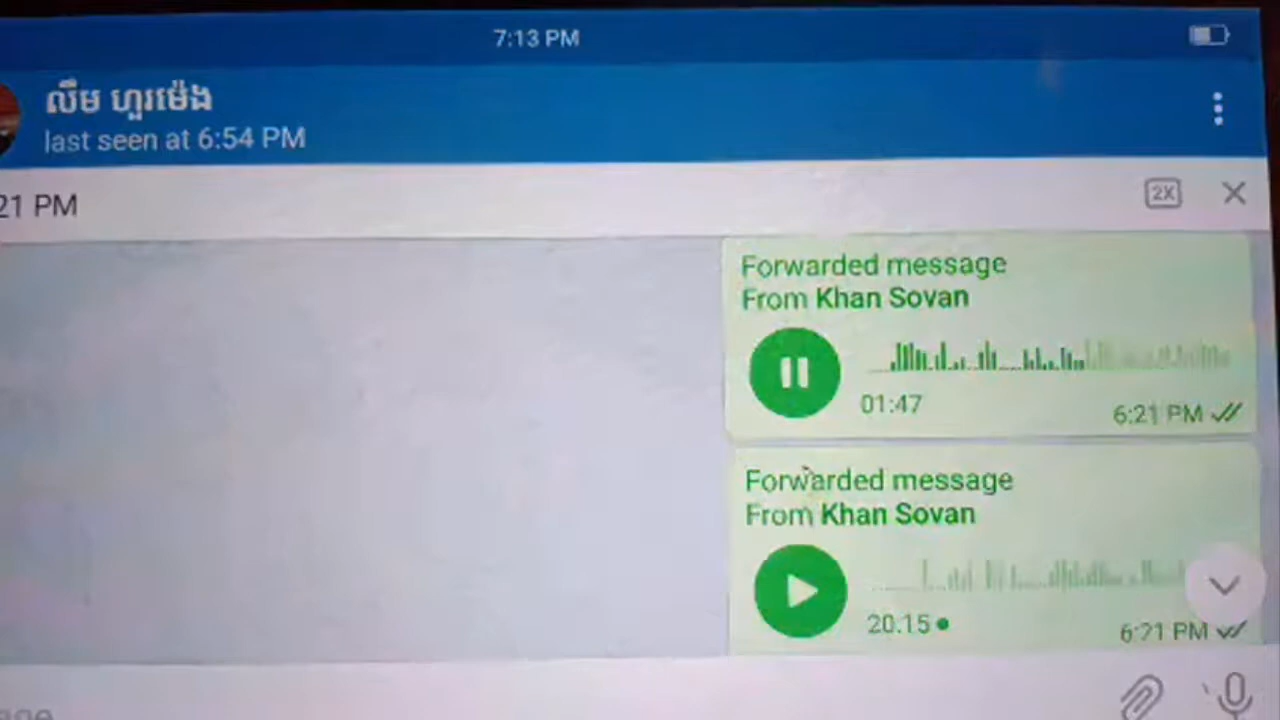 7:13 PM
លឹម ហួរម៉េង
last seen at 6:54 PM
21 PM
2X
Forwarded message
From Khan Sovan
01:47
6:21 PM
Forwarded message
From Khan Sovan
20:15
6:21 PM